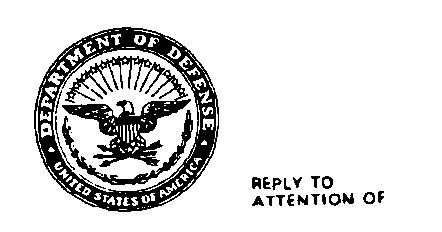 DEPARTMENT OF DEFENSE
UNITED STATES OF AMERICA
REPLY TO
ATTENTION OF